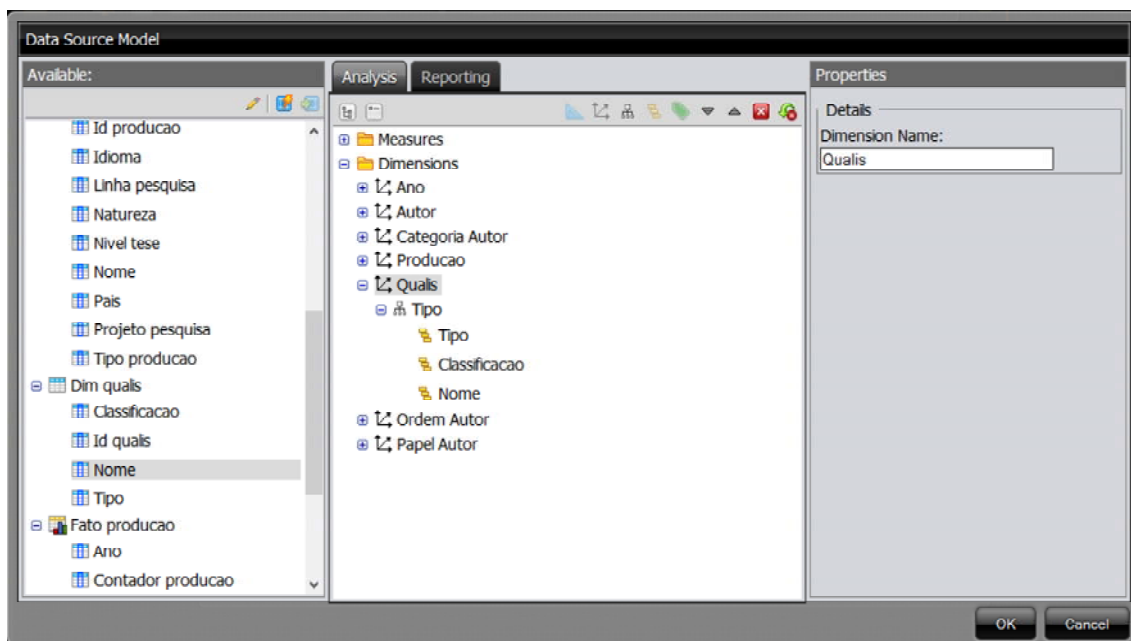 Data Source Model
Available:
Id producao
Idioma
Linha pesquisa
Natureza
Nivel tese
Nome
Pais
Projeto pesquisa
Tipo producao
Dim qualis
Classificacao
Id qualis
Nome
Tipo
Fato producao
Ano
Contador producao
Analysis
Reporting
Measures
Dimensions
Ano
Autor
Categoria Autor
Producao
Qualis
Tipo
Tipo
Classificacao
Nome
Ordem Autor
Papel Autor
Properties
Details
Dimension Name:
Qualis
OK
Cancel